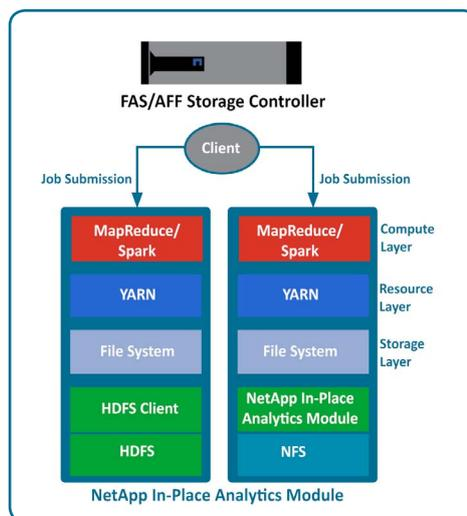 FAS/AFF Storage Controller
Client
Job Submission
Job Submission
MapReduce/
Spark
MapReduce/
Spark
Compute
Layer
YARN
YARN
Resource
Layer
File System
File System
Storage
Layer
HDFS Client
NetApp In-Place
Analytics Module
HDFS
NFS
NetApp In-Place Analytics Module